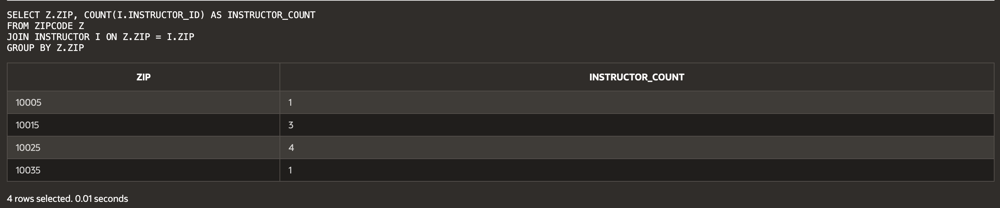 SELECT Z.ZIP, COUNT(I.INSTRUCTOR_ID) AS INSTRUCTOR_COUNT
FROM ZIPCODE Z
JOIN INSTRUCTOR I ON Z.ZIP = I.ZIP
GROUP BY Z.ZIP
ZIP INSTRUCTOR_COUNT
10005 1
10015 3
10025 4
10035 1
4 rows selected. 0.01 seconds